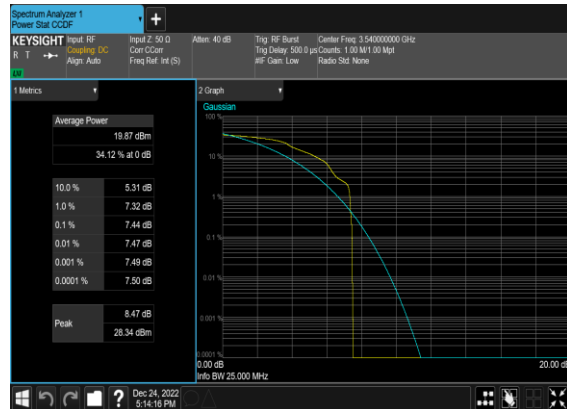 Spectrum Analyzer 1
Power Stat CCDF
KEYSIGHT Input: RF Input Z: 50 Ω Atten: 40 dB Trig: RF Burst Center Freq: 3.540000000 GHz
R T Coupling: DC Corr CCorr Trig Delay: 500.0 µs Counts: 1.00 M/1.00 Mpt
Align: Auto Freq Ref: Int (S) #IF Gain: Low Radio Std: None
1 Metrics
Average Power
19.87 dBm
34.12 % at 0 dB
10.0 % 5.31 dB
1.0 % 7.32 dB
0.1 % 7.44 dB
0.01 % 7.47 dB
0.001 % 7.49 dB
0.0001 % 7.50 dB
Peak 8.47 dB
28.34 dBm
2 Graph
Gaussian
100 %
10 %
1 %
0.1 %
0.01 %
0.001 %
0.0001 %
0.00 dB 20.00 dB
Info BW 25.000 MHz
? Dec 24, 2022
5:14:16 PM